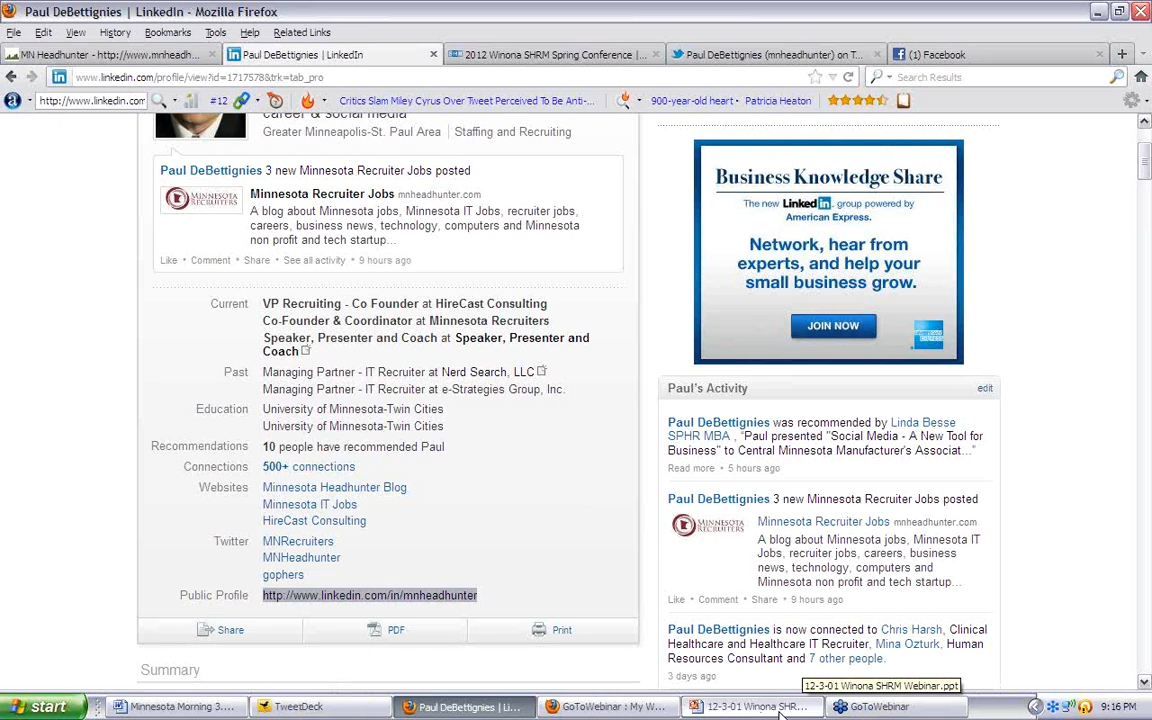 Paul DeBettignies | LinkedIn - Mozilla Firefox
File Edit View History Bookmarks Tools Help Related Links
MN Headhunter - http://www.mnheadh...
Paul DeBettignies | LinkedIn
2012 Winona SHRM Spring Conference |...
Paul DeBettignies (mnheadhunter) on T...
(1) Facebook
www.linkedin.com/profile/view?id=1717578&trk=tab_pro
Search Results
http://www.linkedin.com
#12
Critics Slam Miley Cyrus Over Tweet Perceived To Be Anti-...
900-year-old heart • Patricia Heaton
career & social media
Greater Minneapolis-St. Paul Area | Staffing and Recruiting
Paul DeBettignies 3 new Minnesota Recruiter Jobs posted
MINNESOTA
RECRUITERS
Minnesota Recruiter Jobs mnheadhunter.com
A blog about Minnesota jobs, Minnesota IT Jobs, recruiter jobs,
careers, business news, technology, computers and Minnesota
non profit and tech startup...
Like • Comment • Share • See all activity • 9 hours ago
Current VP Recruiting - Co Founder at HireCast Consulting
Co-Founder & Coordinator at Minnesota Recruiters
Speaker, Presenter and Coach at Speaker, Presenter and
Coach
Past Managing Partner - IT Recruiter at Nerd Search, LLC
Managing Partner - IT Recruiter at e-Strategies Group, Inc.
Education University of Minnesota-Twin Cities
University of Minnesota-Twin Cities
Recommendations 10 people have recommended Paul
Connections 500+ connections
Websites Minnesota Headhunter Blog
Minnesota IT Jobs
HireCast Consulting
Twitter MNRecruiters
MNHeadhunter
gophers
Public Profile http://www.linkedin.com/in/mnheadhunter
Share PDF Print
Summary
Business Knowledge Share
The new LinkedIn group powered by
American Express.
Network, hear from
experts, and help your
small business grow.
JOIN NOW
Paul's Activity edit
Paul DeBettignies was recommended by Linda Besse
SPHR MBA , "Paul presented "Social Media - A New Tool for
Business" to Central Minnesota Manufacturer's Associat..."
Read more • 5 hours ago
Paul DeBettignies 3 new Minnesota Recruiter Jobs posted
MINNESOTA
RECRUITERS
Minnesota Recruiter Jobs mnheadhunter.com
A blog about Minnesota jobs, Minnesota IT
Jobs, recruiter jobs, careers, business
news, technology, computers and
Minnesota non profit and tech startup...
Like • Comment • Share • 9 hours ago
Paul DeBettignies is now connected to Chris Harsh, Clinical
Healthcare and Healthcare IT Recruiter, Mina Ozturk, Human
Resources Consultant and 7 other people.
3 days ago
12-3-01 Winona SHRM Webinar.ppt
start
Minnesota Morning 3....
TweetDeck
Paul DeBettignies | Li...
GoToWebinar : My W...
12-3-01 Winona SHR...
GoToWebinar
9:16 PM